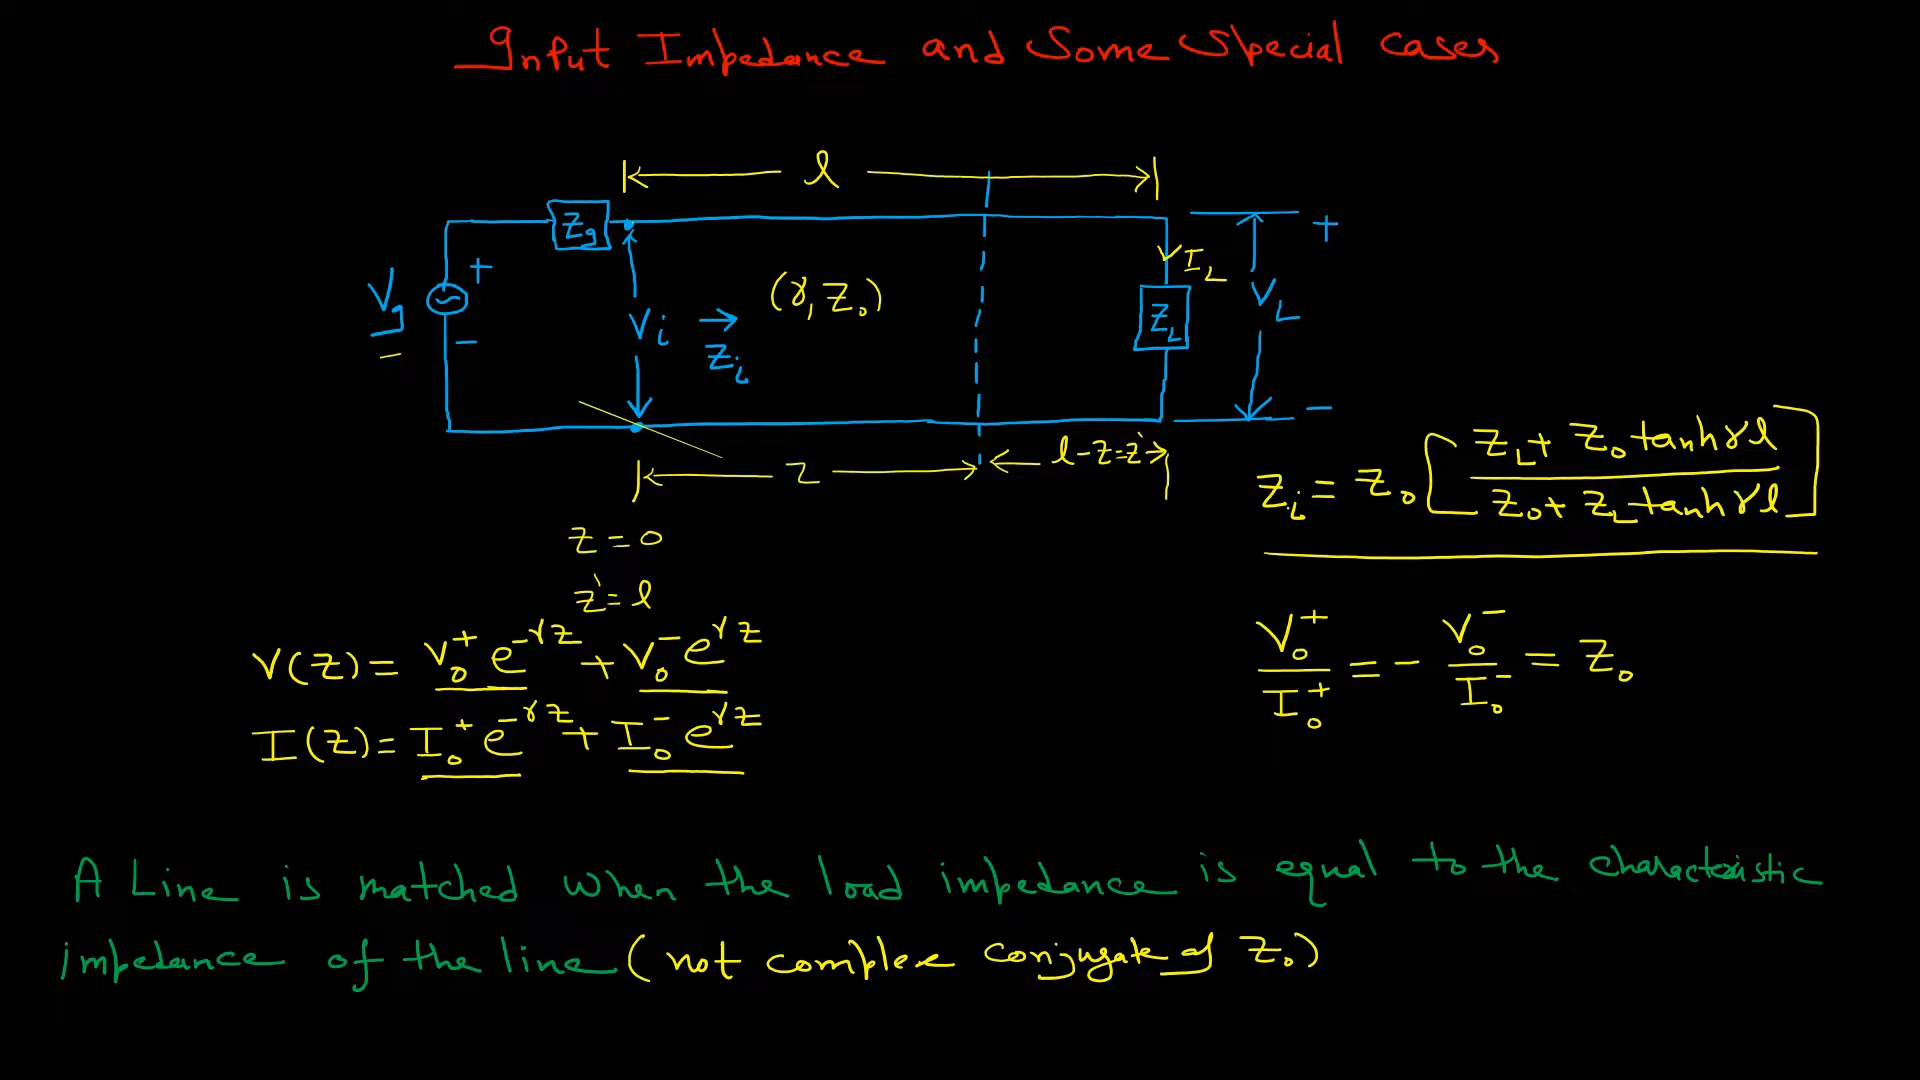 Input Impedance and Some Special cases
l
Zg
+
Vg
-
Vi
Zi
(γ, Z₀)
IL
ZL
VL
+
-
z
l-z=z'
z=0
z'=l
Zi = Z₀ [ (ZL + Z₀ tanh γl) / (Z₀ + ZL tanh γl) ]
V(z) = V₀⁺ e^(-γz) + V₀⁻ e^(γz)
I(z) = I₀⁺ e^(-γz) + I₀⁻ e^(γz)
V₀⁺ / I₀⁺ = - V₀⁻ / I₀⁻ = Z₀
A Line is matched when the load impedance is equal to the characteristic
impedance of the line (not complex conjugate of Z₀)